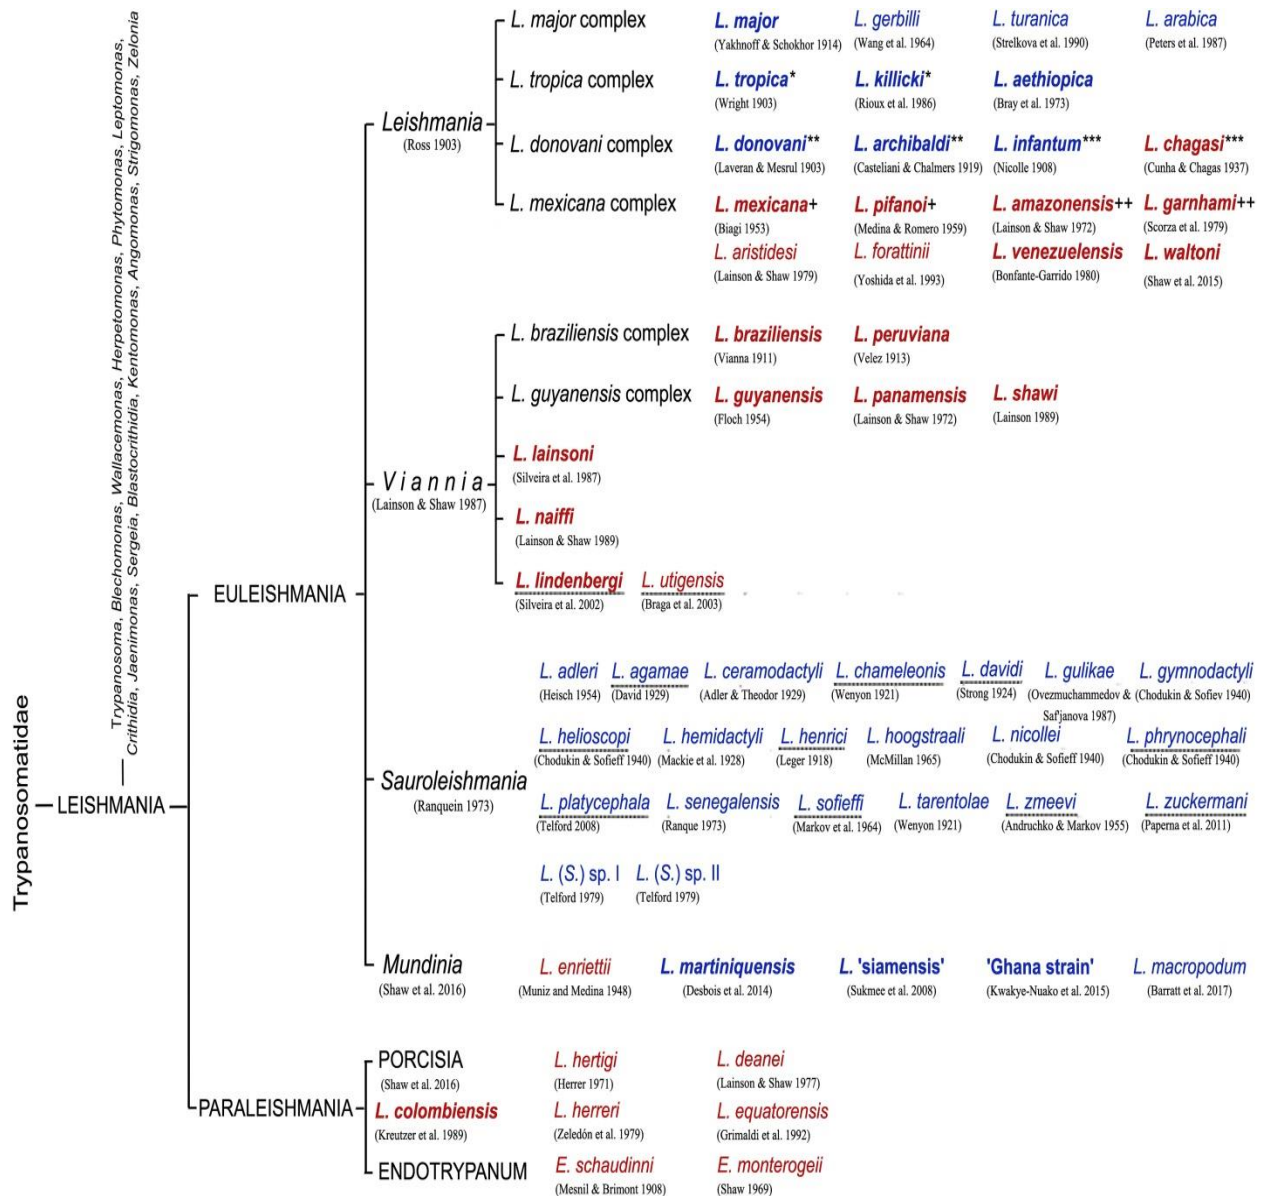 Trypanosoma, Blechomonas, Wallacemonas, Herpetomonas, Phytomonas, Leptomonas,
Crithidia, Jaenimonas, Sergeia, Blastocrithidia, Kentomonas, Angomonas, Strigomonas, Zelonia
Trypanosomatidae
LEISHMANIA
EULEISHMANIA
Leishmania
(Ross 1903)
L. major complex
L. major
(Yakhnoff & Schokhor 1914)
L. gerbilli
(Wang et al. 1964)
L. turanica
(Strelkova et al. 1990)
L. arabica
(Peters et al. 1987)
L. tropica complex
L. tropica*
(Wright 1903)
L. killicki*
(Rioux et al. 1986)
L. aethiopica
(Bray et al. 1973)
L. donovani complex
L. donovani**
(Laveran & Mesrul 1903)
L. archibaldi**
(Casteliani & Chalmers 1919)
L. infantum***
(Nicolle 1908)
L. chagasi***
(Cunha & Chagas 1937)
L. mexicana complex
L. mexicana+
(Biagi 1953)
L. pifanoi+
(Medina & Romero 1959)
L. amazonensis++
(Lainson & Shaw 1972)
L. garnhami++
(Scorza et al. 1979)
L. aristidesi
(Lainson & Shaw 1979)
L. forattinii
(Yoshida et al. 1993)
L. venezuelensis
(Bonfante-Garrido 1980)
L. waltoni
(Shaw et al. 2015)
Viannia
(Lainson & Shaw 1987)
L. braziliensis complex
L. braziliensis
(Vianna 1911)
L. peruviana
(Velez 1913)
L. guyanensis complex
L. guyanensis
(Floch 1954)
L. panamensis
(Lainson & Shaw 1972)
L. shawi
(Lainson 1989)
L. lainsoni
(Silveira et al. 1987)
L. naiffi
(Lainson & Shaw 1989)
L. lindenbergi
(Silveira et al. 2002)
L. utigensis
(Braga et al. 2003)
Sauroleishmania
(Ranquein 1973)
L. adleri
(Heisch 1954)
L. agamae
(David 1929)
L. ceramodactyli
(Adler & Theodor 1929)
L. chameleonis
(Wenyon 1921)
L. davidi
(Strong 1924)
L. gulikae
(Ovezmuchammedov &
Saf'janova 1987)
L. gymnodactyli
(Chodukin & Sofiev 1940)
L. helioscopi
(Chodukin & Sofieff 1940)
L. hemidactyli
(Mackie et al. 1928)
L. henrici
(Leger 1918)
L. hoogstraali
(McMillan 1965)
L. nicollei
(Chodukin & Sofieff 1940)
L. phrynocephali
(Chodukin & Sofieff 1940)
L. platycephala
(Telford 2008)
L. senegalensis
(Ranque 1973)
L. sofieffi
(Markov et al. 1964)
L. tarentolae
(Wenyon 1921)
L. zmeevi
(Andruchko & Markov 1955)
L. zuckermani
(Paperna et al. 2011)
L. (S.) sp. I
(Telford 1979)
L. (S.) sp. II
(Telford 1979)
Mundinia
(Shaw et al. 2016)
L. enriettii
(Muniz and Medina 1948)
L. martiniquensis
(Desbois et al. 2014)
L. 'siamensis'
(Sukmee et al. 2008)
'Ghana strain'
(Kwakye-Nuako et al. 2015)
L. macropodum
(Barratt et al. 2017)
PARALEISHMANIA
PORCISIA
(Shaw et al. 2016)
L. hertigi
(Herrer 1971)
L. deanei
(Lainson & Shaw 1977)
L. colombiensis
(Kreutzer et al. 1989)
L. herreri
(Zeledón et al. 1979)
L. equatorensis
(Grimaldi et al. 1992)
ENDOTRYPANUM
E. schaudinni
(Mesnil & Brimont 1908)
E. monterogeii
(Shaw 1969)